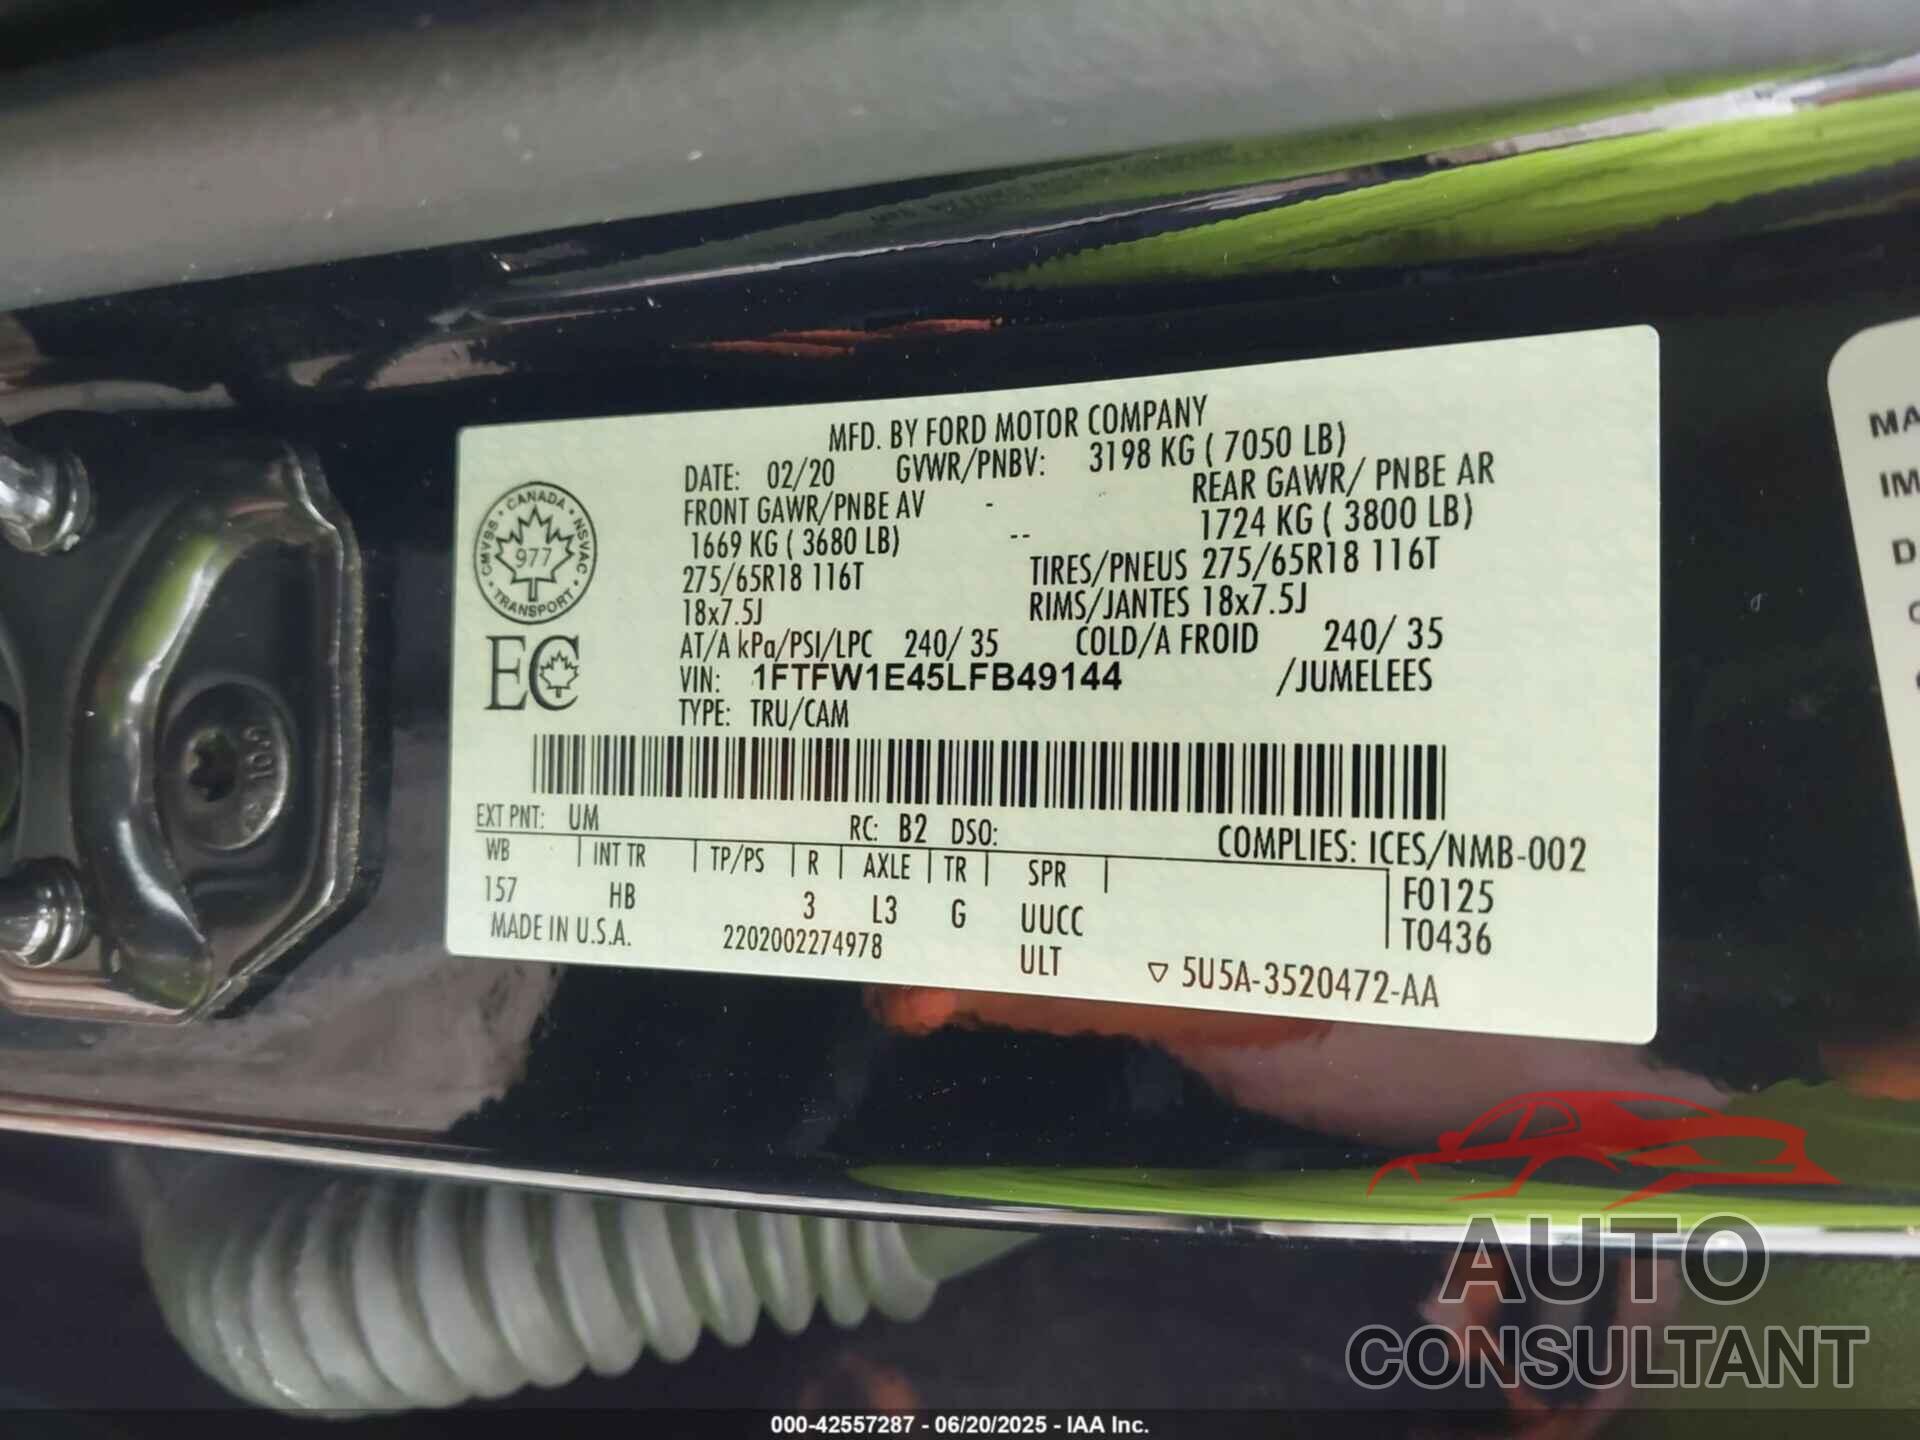 MFD. BY FORD MOTOR COMPANY
DATE: 02/20 GVWR/PNBV: 3198 KG ( 7050 LB)
FRONT GAWR/PNBE AV - REAR GAWR/ PNBE AR
1669 KG ( 3680 LB) -- 1724 KG ( 3800 LB)
275/65R18 116T TIRES/PNEUS 275/65R18 116T
18x7.5J RIMS/JANTES 18x7.5J
AT/A kPa/PSI/LPC 240/ 35 COLD/A FROID 240/ 35
VIN: 1FTFW1E45LFB49144 /JUMELEES
TYPE: TRU/CAM
CANADA
CMVSS • NSVAC
977
TRANSPORT
EC
EXT PNT: UM RC: B2 DSO: COMPLIES: ICES/NMB-002
WB INT TR TP/PS R AXLE TR SPR F0125
157 HB 3 L3 G UUCC T0436
MADE IN U.S.A. 2202002274978 ULT ▽ 5U5A-3520472-AA
10.9
MA
IM
D
AUTO
CONSULTANT
000-42557287 - 06/20/2025 - IAA Inc.